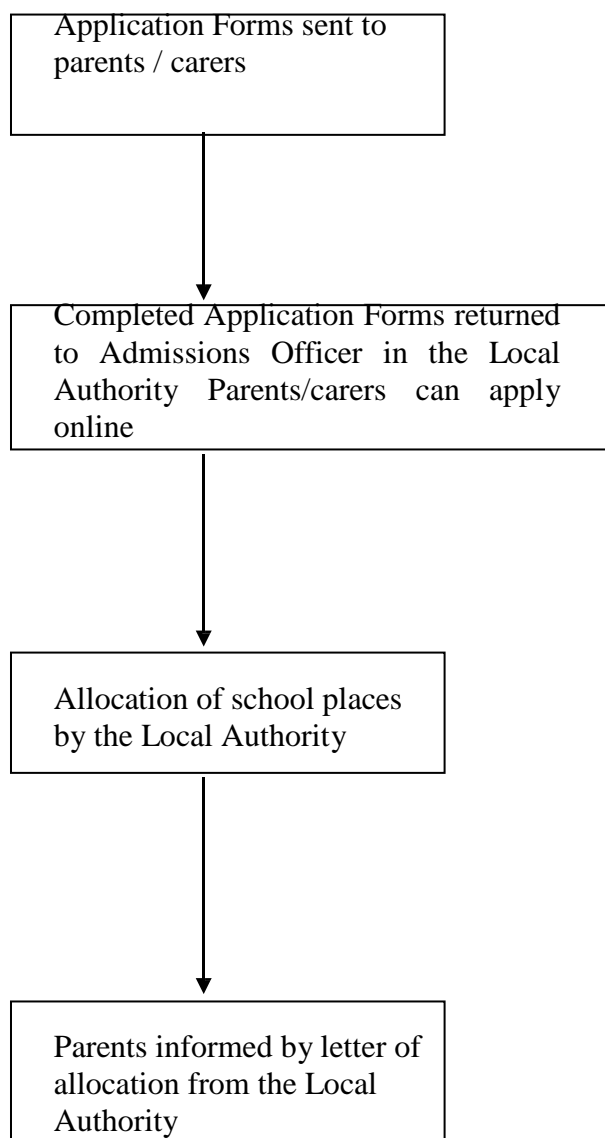 Application Forms sent to
parents / carers
Completed Application Forms returned
to Admissions Officer in the Local
Authority Parents/carers can apply
online
Allocation of school places
by the Local Authority
Parents informed by letter of
allocation from the Local
Authority